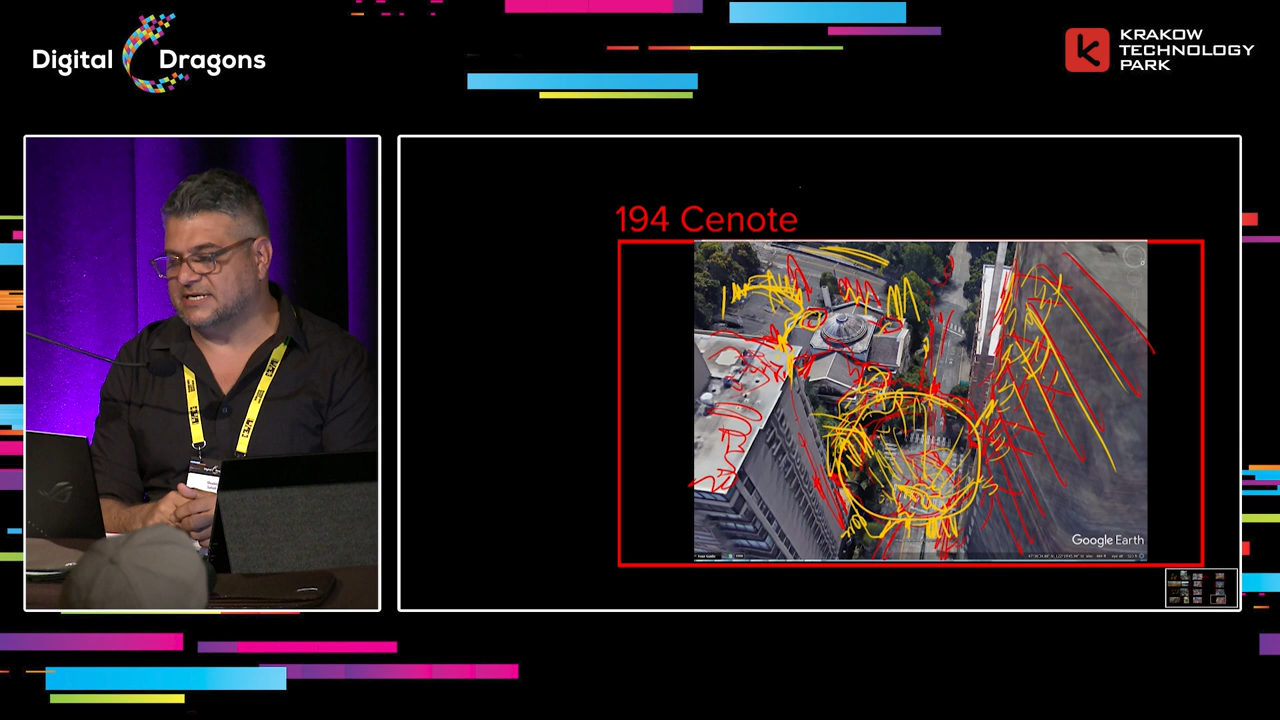 Digital Dragons
KRAKOW
TECHNOLOGY
PARK
194 Cenote
Google Earth